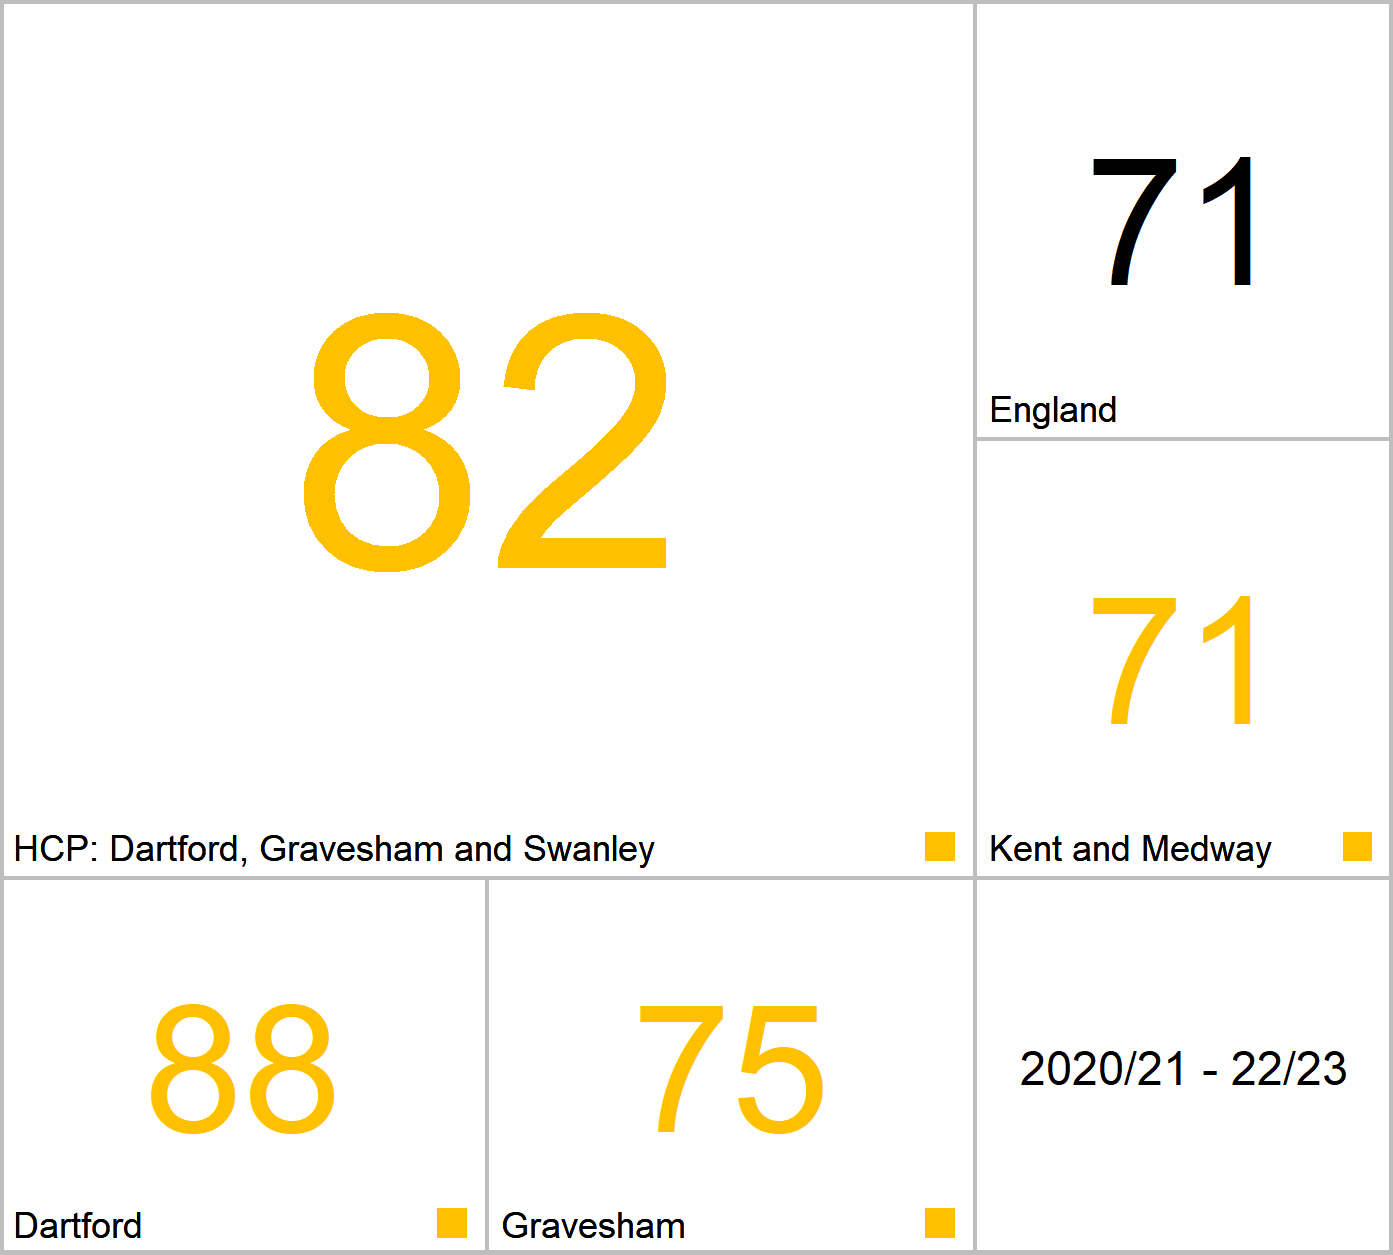 82
HCP: Dartford, Gravesham and Swanley
71
England
71
Kent and Medway
88
Dartford
75
Gravesham
2020/21 - 22/23